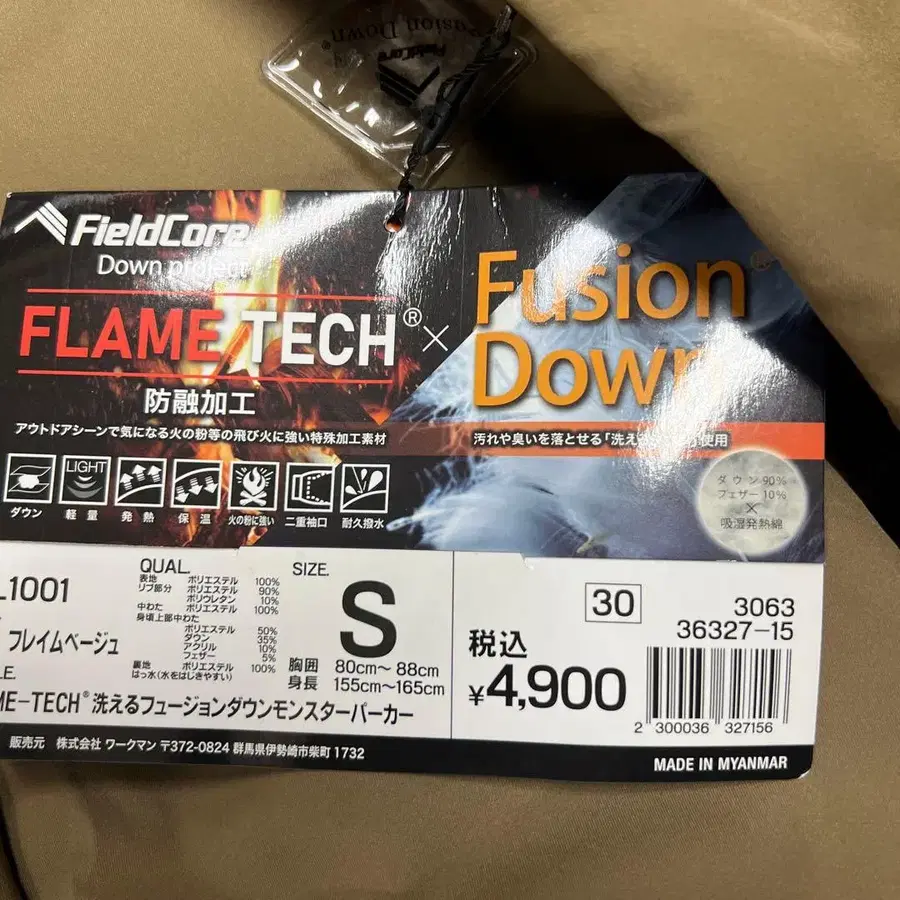 Fusion Down®
FieldCore
FieldCore
Down project
FLAME TECH® × Fusion Down
防融加工
アウトドアシーンで気になる火の粉等の飛び火に強い特殊加工素材
汚れや臭いを落とせる「洗える 使用
LIGHT
ダウン 軽量 発熱 保温 火の粉に強い 二重袖口 耐久撥水
ダウン 90%
フェザー 10%
×
吸湿発熱綿
L1001
フレイムベージュ
QUAL.
表地 ポリエステル 100%
リブ部分 ポリエステル 90%
ポリウレタン 10%
中わた ポリエステル 100%
身頃上部中わた
ポリエステル 50%
ダウン 35%
アクリル 10%
フェザー 5%
裏地 ポリエステル 100%
はっ水(水をはじきやすい)
SIZE.
S
胸囲 80cm～88cm
身長 155cm～165cm
LE.
ME-TECH®洗えるフュージョンダウンモンスターパーカー
30
税込
¥4,900
3063
36327-15
2 300036 327156
販売元 株式会社 ワークマン 〒372-0824 群馬県伊勢崎市柴町1732
MADE IN MYANMAR